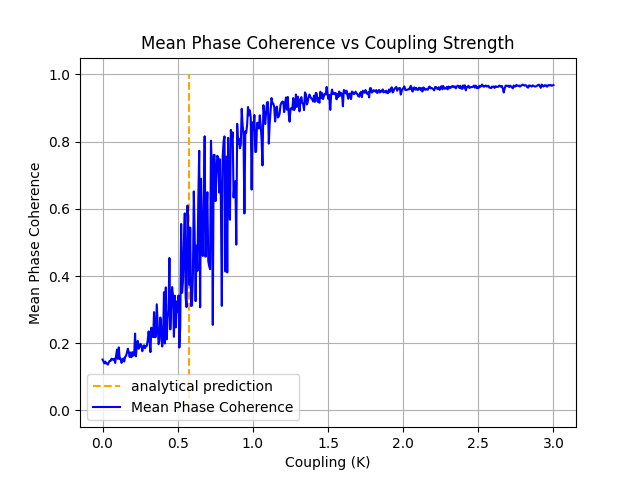 Mean Phase Coherence vs Coupling Strength
Mean Phase Coherence
1.0
0.8
0.6
0.4
0.2
0.0
analytical prediction
Mean Phase Coherence
0.0 0.5 1.0 1.5 2.0 2.5 3.0
Coupling (K)